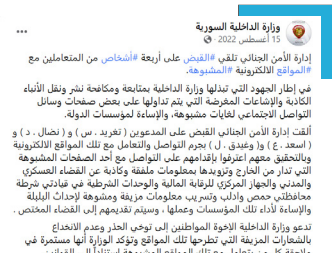 وزارة الداخلية السورية
15 أغسطس 2022 ·
إدارة الأمن الجنائي تلقي #القبض على أربعة #أشخاص من المتعاملين مع
#المواقع الالكترونية #المشبوهة.
في إطار الجهود التي تبذلها وزارة الداخلية بمتابعة ومكافحة نشر ونقل الأنباء
الكاذبة والإشاعات المغرضة التي يتم تداولها على بعض صفحات وسائل
التواصل الاجتماعي لغايات مشبوهة، والإساءة لمؤسسات الدولة.
ألقت إدارة الأمن الجنائي القبض على المدعوين ( تغريد . س ) و ( نضال . د ) و
( اسعد . ع ) و( وغيدق . ل ) بجرم التواصل والتعامل مع تلك المواقع الالكترونية
وبالتحقيق معهم اعترفوا بإقدامهم على التواصل مع أحد الصفحات المشبوهة
التي تدار من الخارج وتزويدها بمعلومات ملفقة وكاذبة عن القضاء العسكري
والمدني والجهاز المركزي للرقابة المالية والوحدات الشرطية في قيادتي شرطة
محافظتي حمص وادلب وتسريب معلومات مزيفة ومشوهة لإحداث البلبلة
والإساءة لأداء تلك المؤسسات وعملها ، وسيتم تقديمهم إلى القضاء المختص .
تدعو وزارة الداخلية الإخوة المواطنين إلى توخي الحذر وعدم الانخداع
بالشعارات المزيفة التي تطرحها تلك المواقع وتؤكد الوزارة أنها مستمرة في